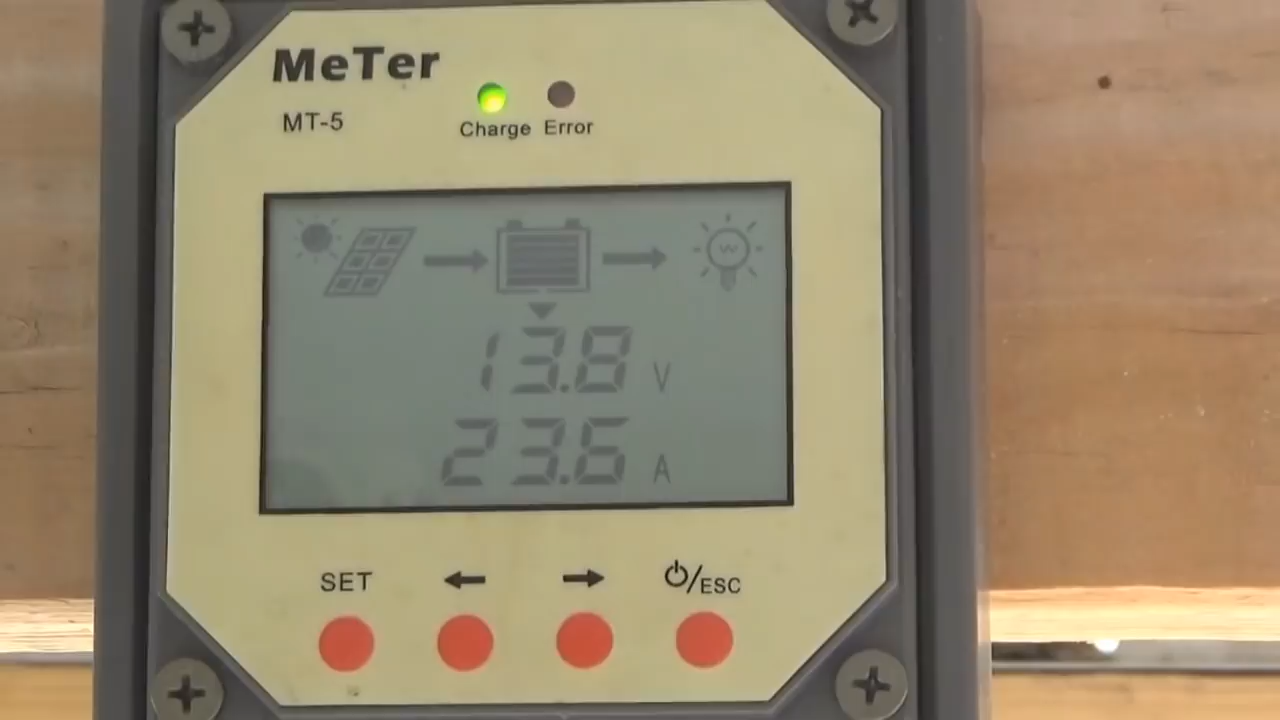 MeTer
MT-5
Charge Error
13.8 V
23.6 A
SET
⏻/ESC